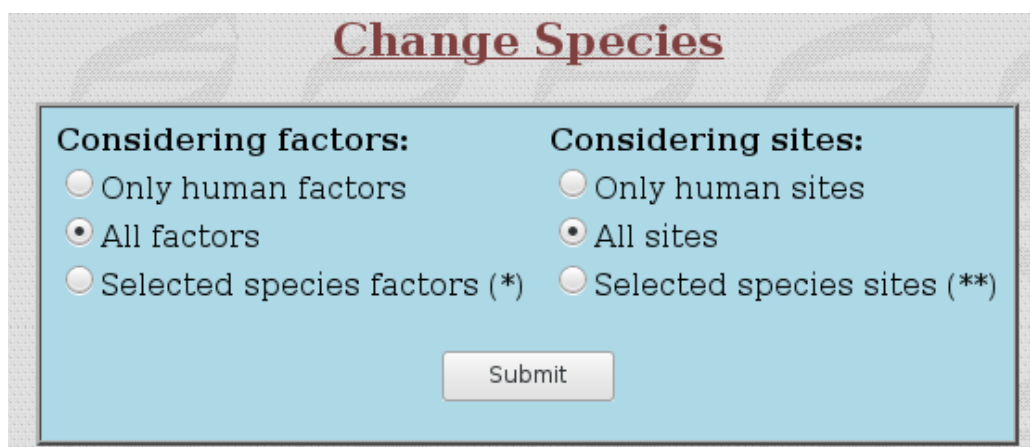 Change Species
Considering factors:
Only human factors
All factors
Selected species factors (*)
Considering sites:
Only human sites
All sites
Selected species sites (**)
Submit